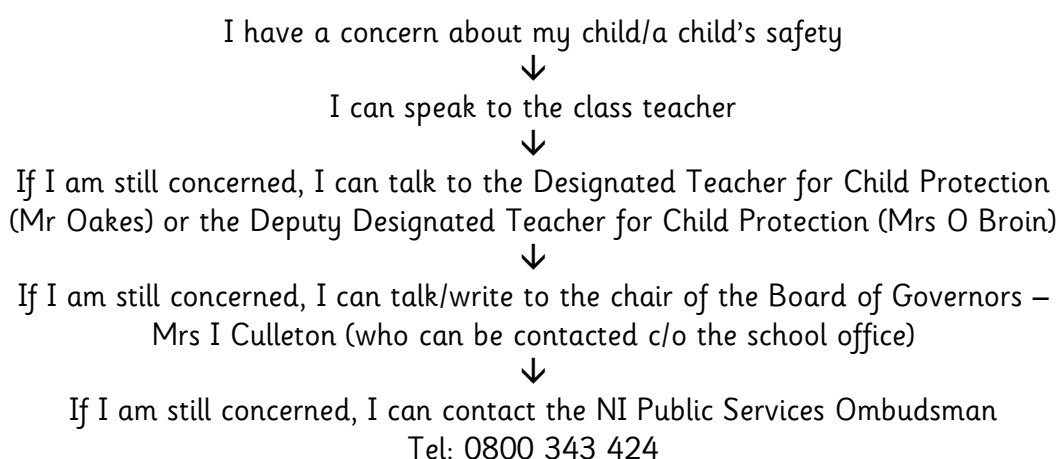 I have a concern about my child/a child's safety
↓
I can speak to the class teacher
↓
If I am still concerned, I can talk to the Designated Teacher for Child Protection
(Mr Oakes) or the Deputy Designated Teacher for Child Protection (Mrs O Broin)
↓
If I am still concerned, I can talk/write to the chair of the Board of Governors –
Mrs I Culleton (who can be contacted c/o the school office)
↓
If I am still concerned, I can contact the NI Public Services Ombudsman
Tel: 0800 343 424